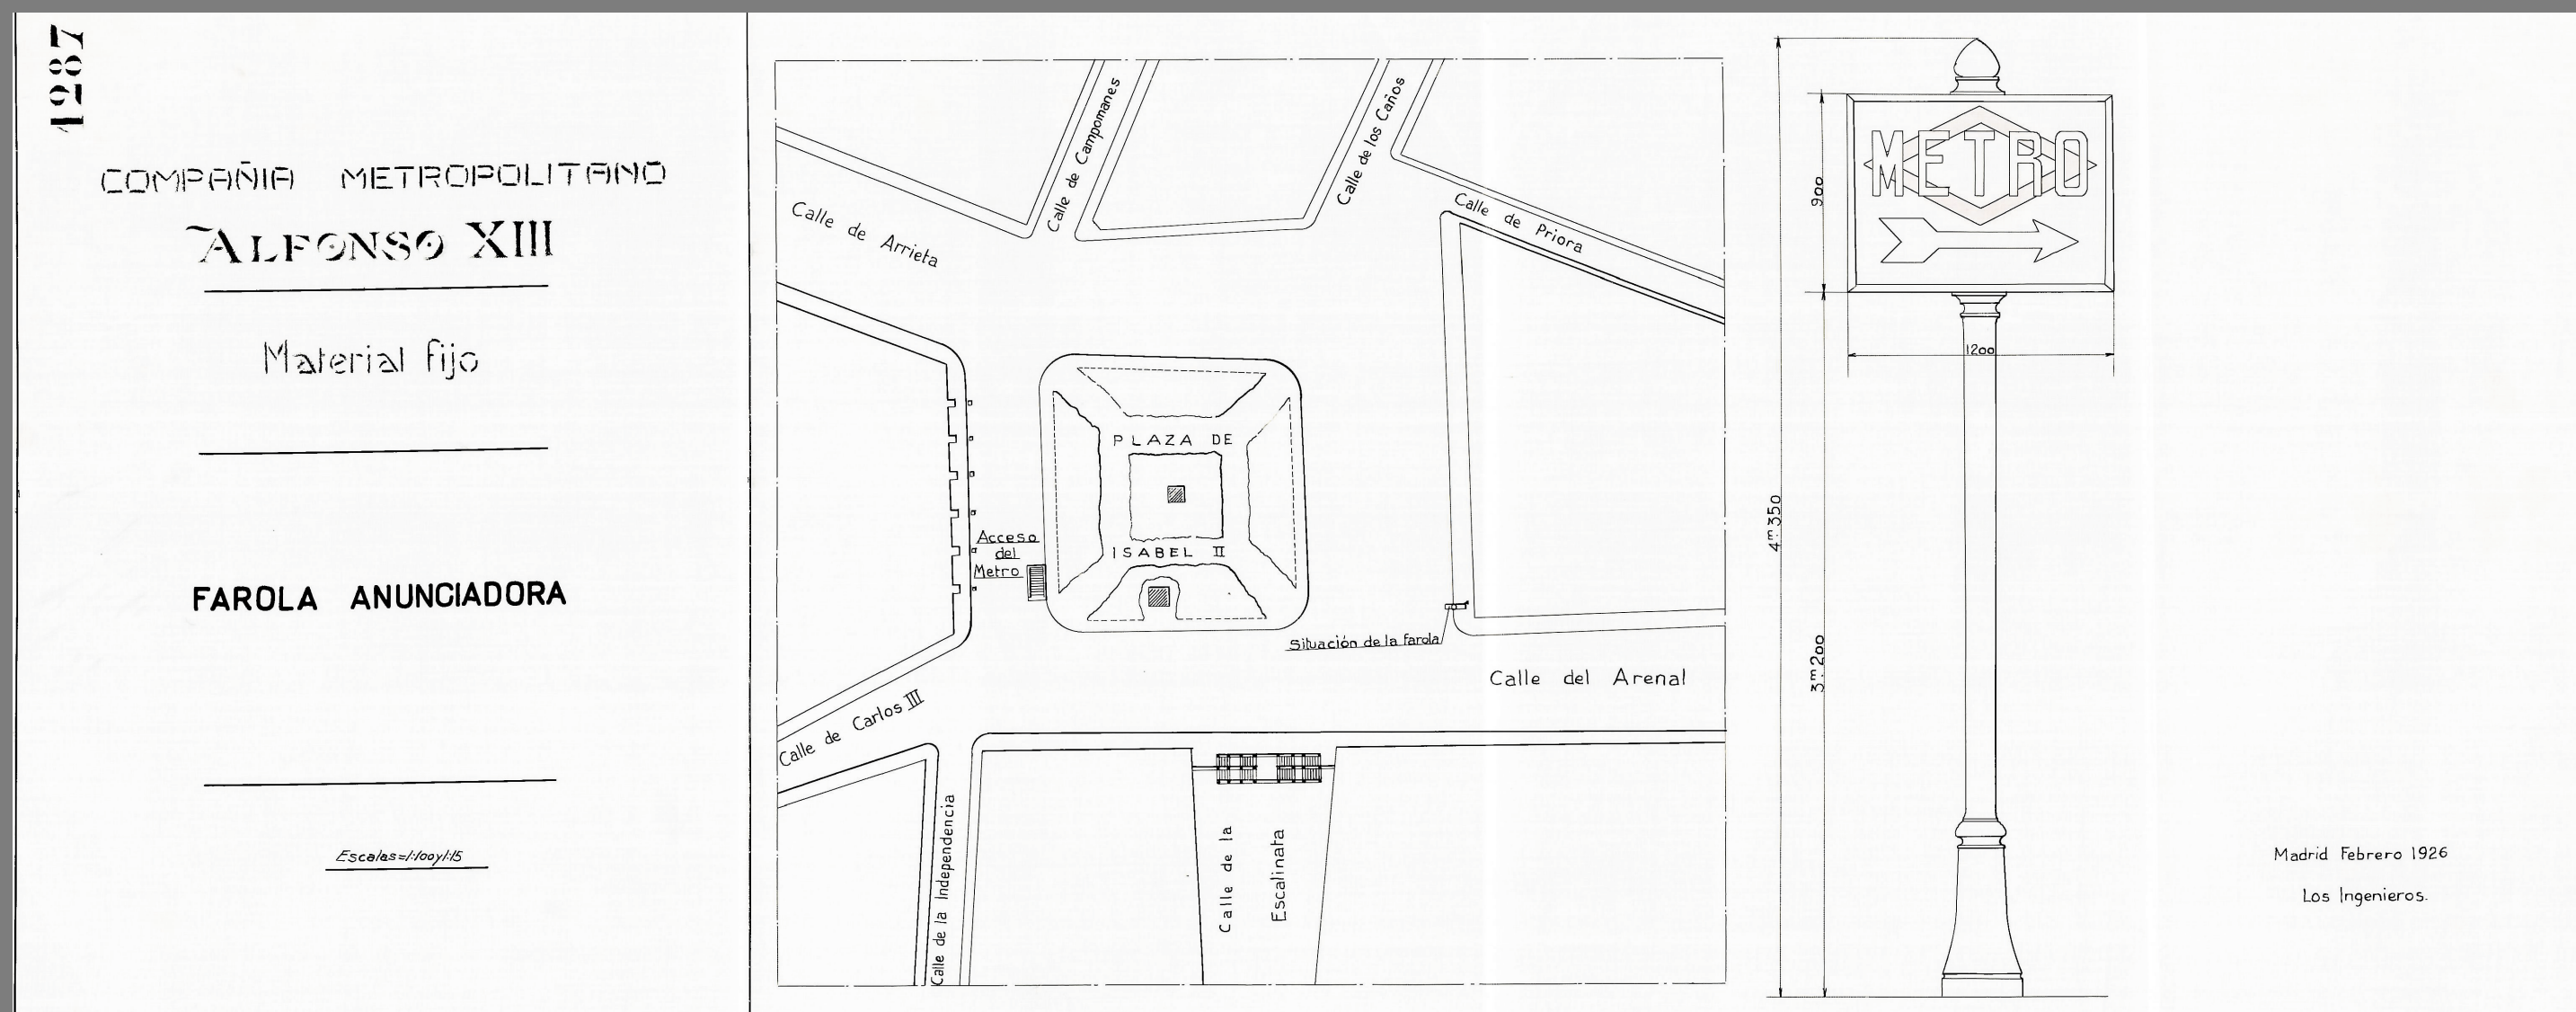 1287
COMPAÑIA METROPOLITANO
ALFONSO XIII
Material fijo
FAROLA ANUNCIADORA
Escalas=1:100y1:15
Calle de Campomanes
Calle de los Caños
Calle de Arrieta
Calle de Priora
PLAZA DE
ISABEL II
Acceso
del
Metro
Situación de la farola
Calle del Arenal
Calle de Carlos III
Calle de la Independencia
Calle de la
Escalinata
METRO
900
1200
4m350
3m200
Madrid Febrero 1926
Los Ingenieros.